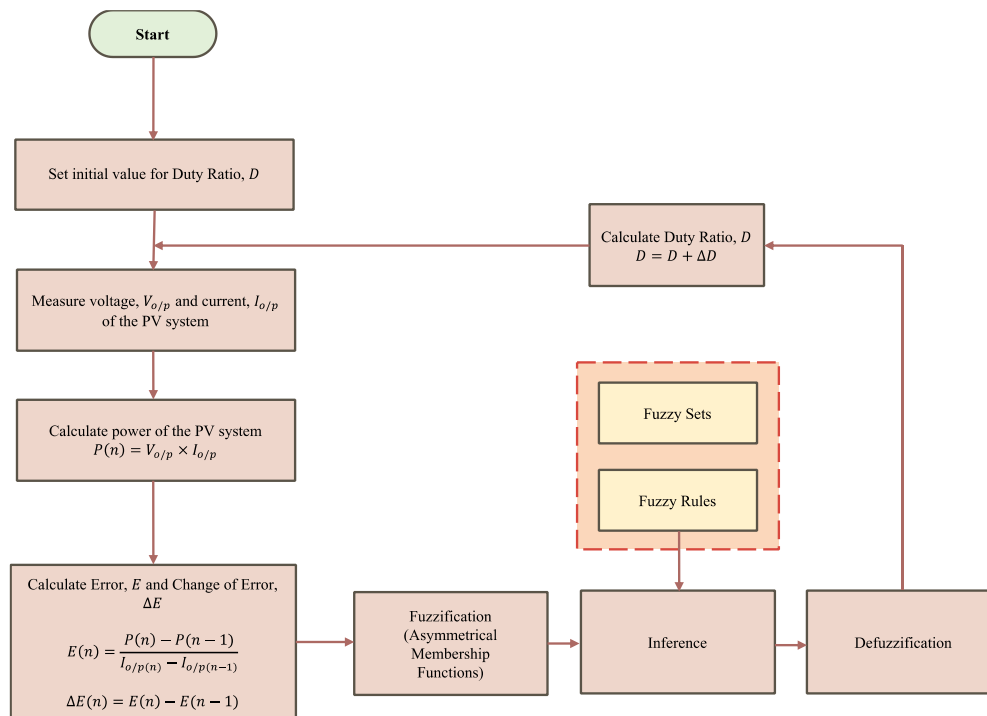 Start
Set initial value for Duty Ratio, D
Calculate Duty Ratio, D
D = D + ΔD
Measure voltage, V_{o/p} and current, I_{o/p}
of the PV system
Calculate power of the PV system
P(n) = V_{o/p} × I_{o/p}
Fuzzy Sets
Fuzzy Rules
Calculate Error, E and Change of Error,
ΔE
E(n) = \frac{P(n) − P(n − 1)}{I_{o/p(n)} − I_{o/p(n−1)}}
ΔE(n) = E(n) − E(n − 1)
Fuzzification
(Asymmetrical
Membership
Functions)
Inference
Defuzzification